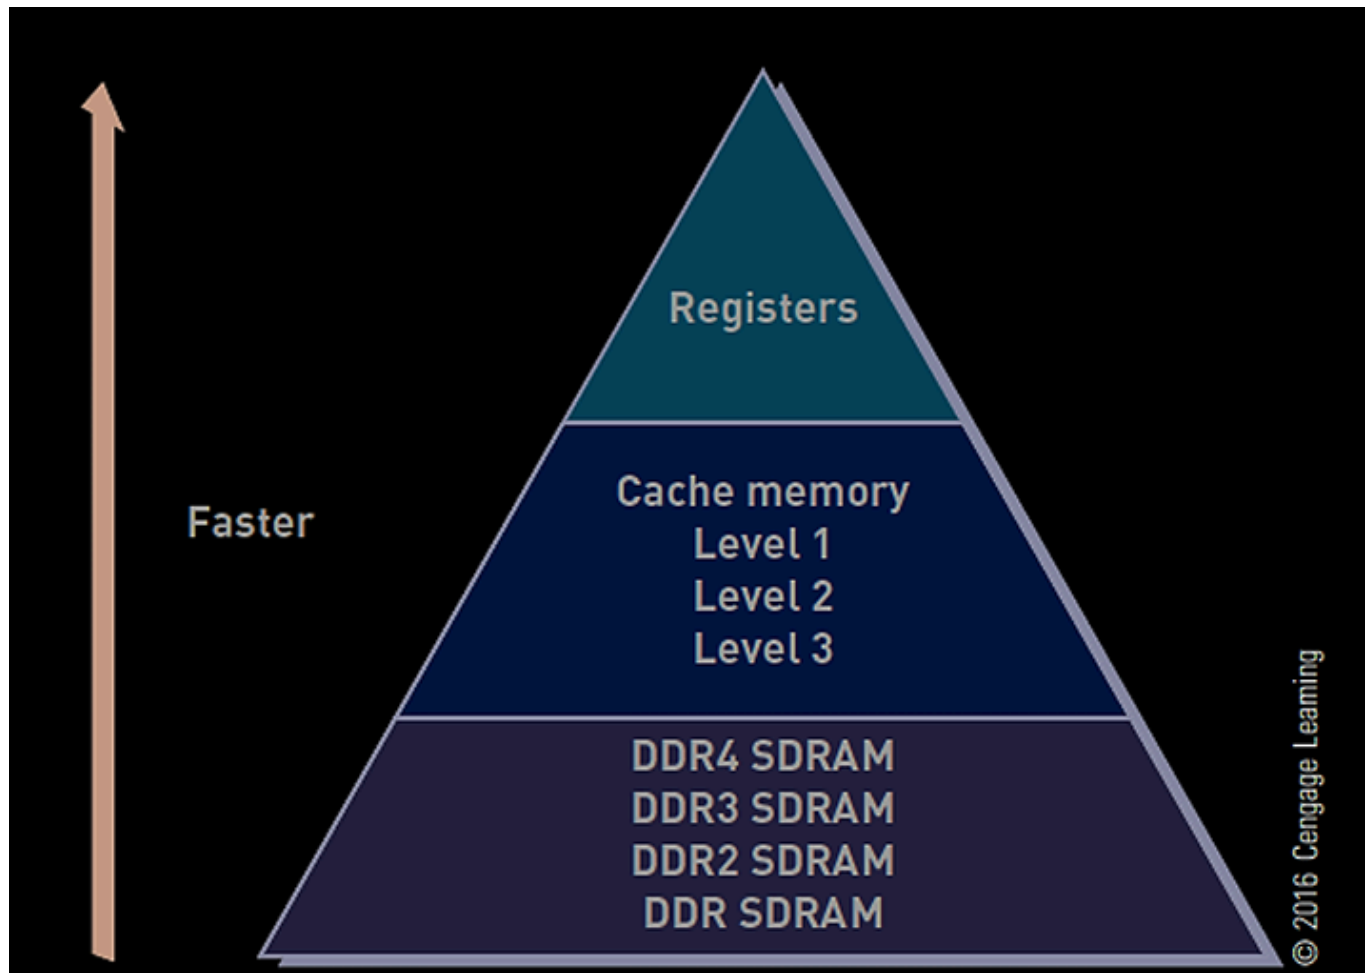 Registers
Faster
Cache memory
Level 1
Level 2
Level 3
DDR4 SDRAM
DDR3 SDRAM
DDR2 SDRAM
DDR SDRAM
© 2016 Cengage Learning